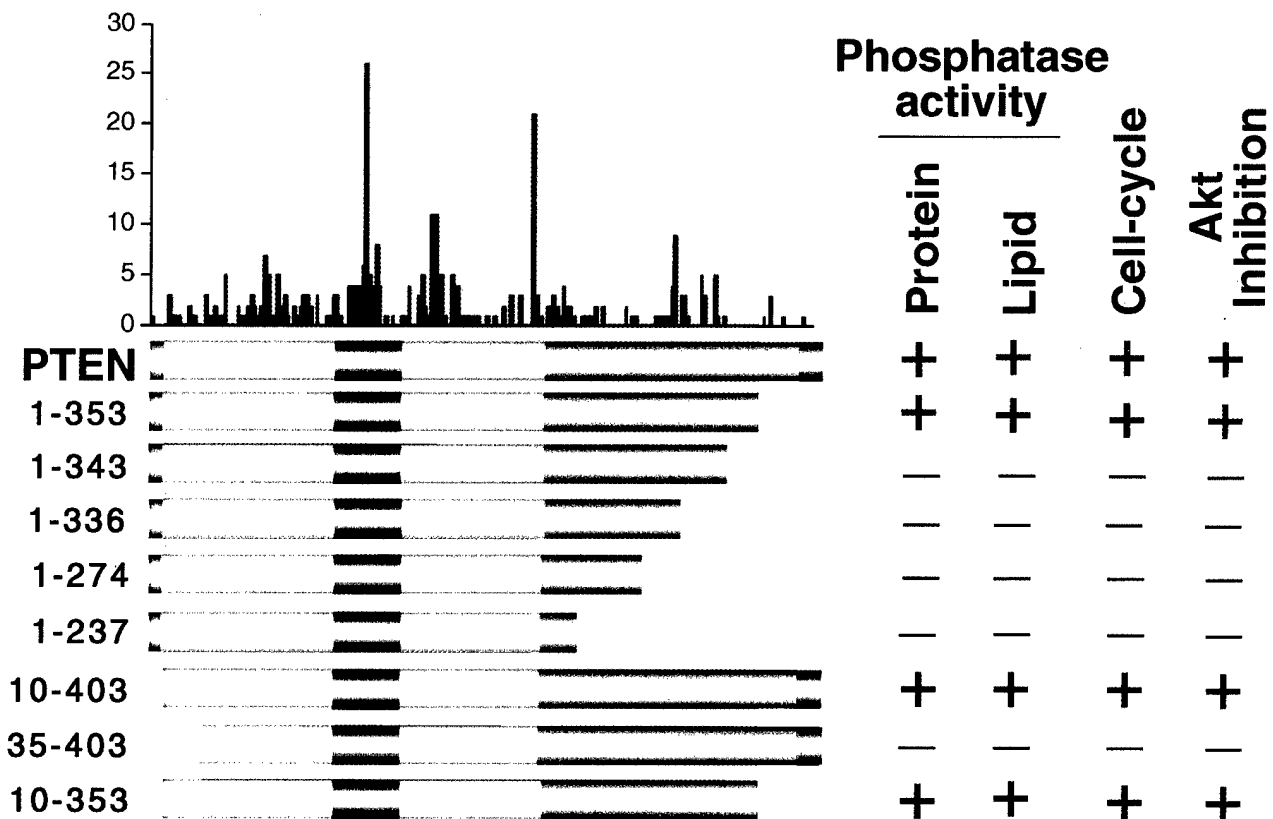 30
25
20
15
10
5
0
Phosphatase
activity
Protein
Lipid
Cell-cycle
Akt
Inhibition
PTEN + + + +
1-353 + + + +
1-343 — — — —
1-336 — — — —
1-274 — — — —
1-237 — — — —
10-403 + + + +
35-403 — — — —
10-353 + + + +